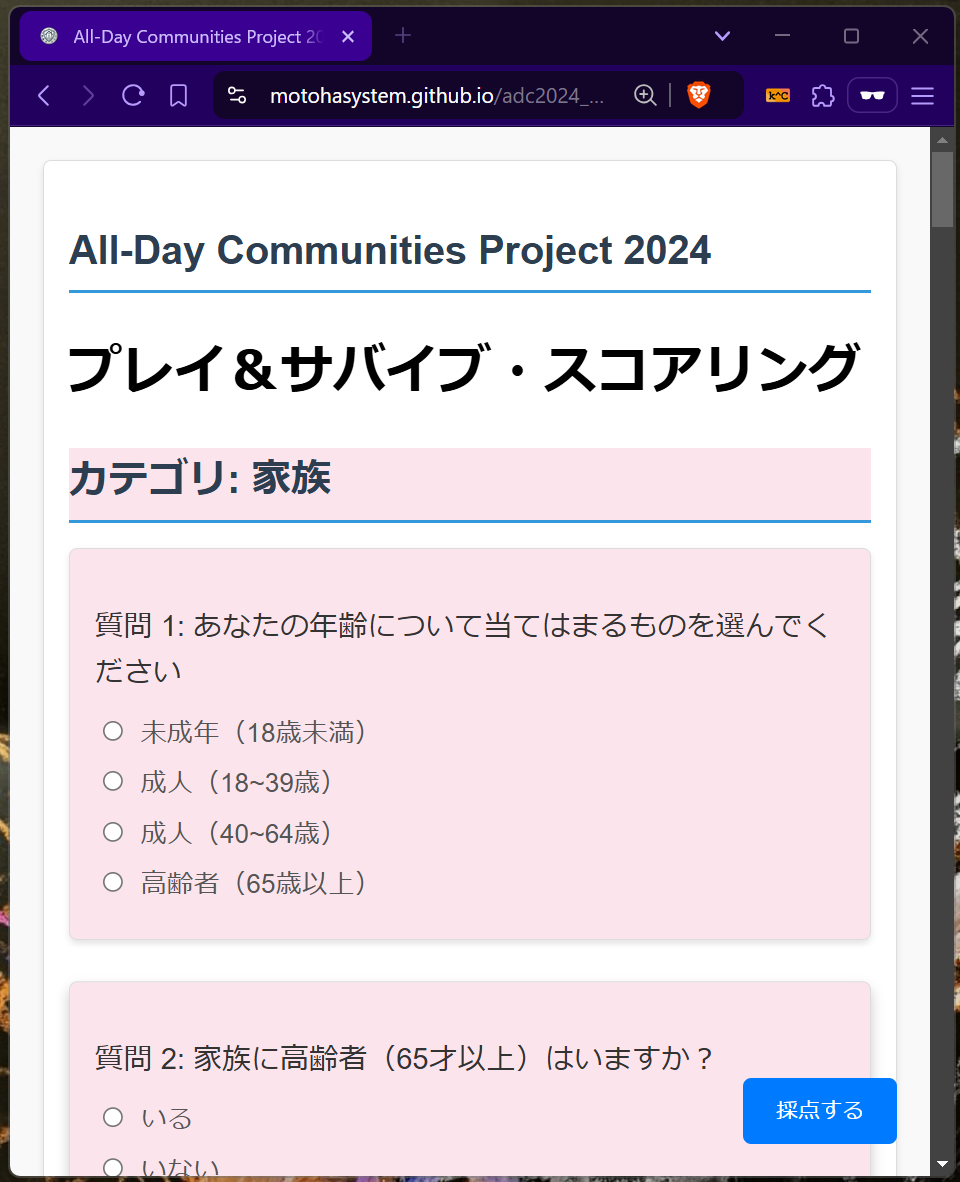 All-Day Communities Project 20
motohasystem.github.io/adc2024_...
k^C
All-Day Communities Project 2024
プレイ＆サバイブ・スコアリング
カテゴリ: 家族
質問 1: あなたの年齢について当てはまるものを選んでく
ださい
未成年（18歳未満）
成人（18~39歳）
成人（40~64歳）
高齢者（65歳以上）
質問 2: 家族に高齢者（65才以上）はいますか？
いる
採点する
いない